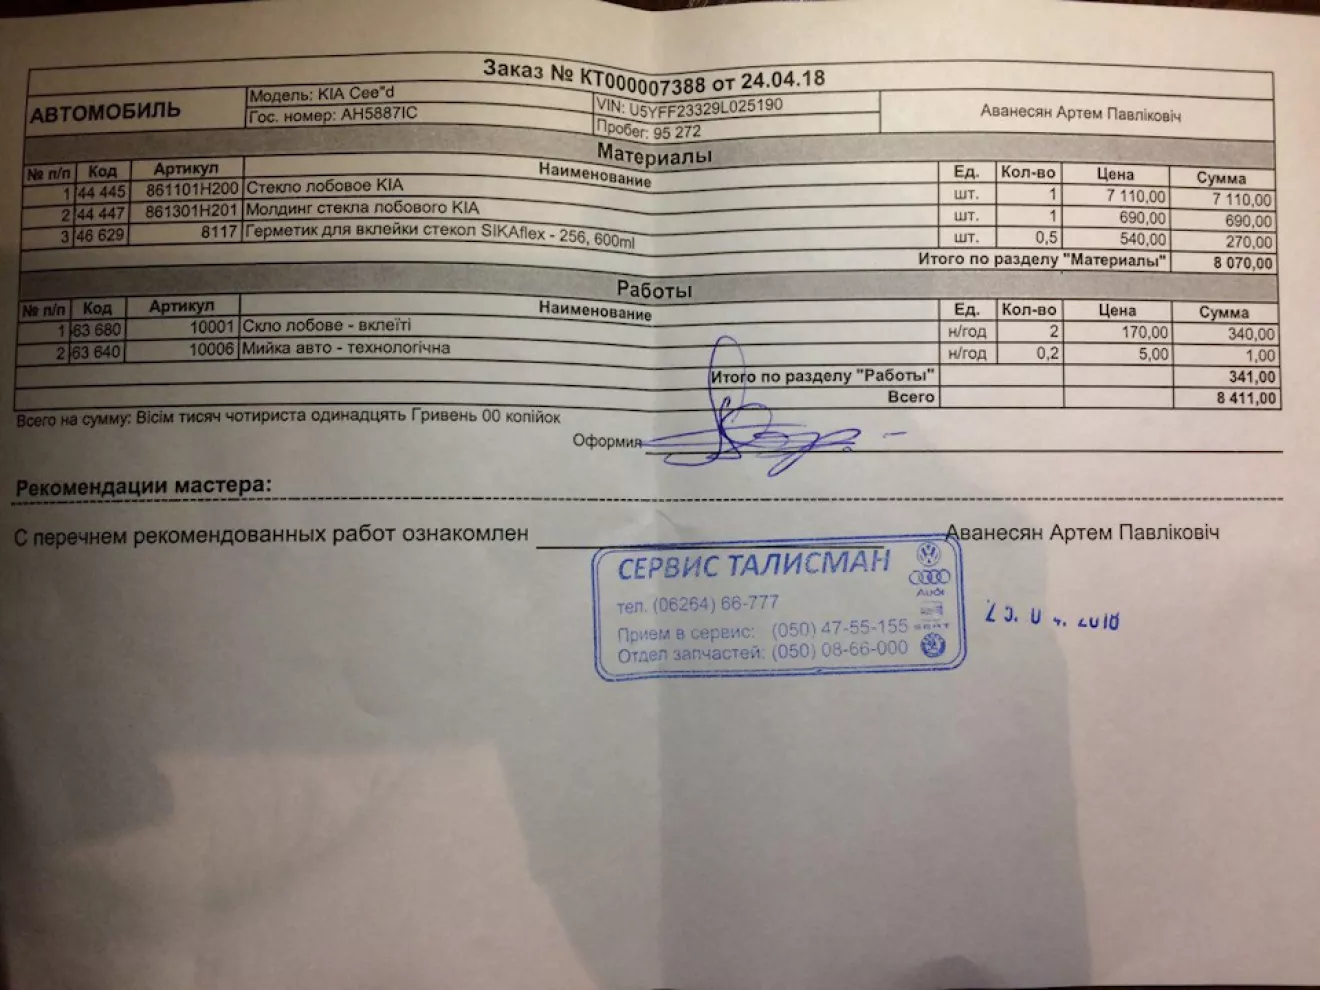 Заказ № КТ000007388 от 24.04.18
АВТОМОБИЛЬ
Модель: KIA Cee"d
Гос. номер: АН5887ІС
VIN: U5YFF23329L025190
Пробег: 95 272
Аванесян Артем Павліковіч
Материалы
№ п/п Код Артикул Наименование Ед. Кол-во Цена Сумма
1 44 445 861101H200 Стекло лобовое KIA шт. 1 7 110,00 7 110,00
2 44 447 861301H201 Молдинг стекла лобового KIA шт. 1 690,00 690,00
3 46 629 8117 Герметик для вклейки стекол SIKAflex - 256, 600ml шт. 0,5 540,00 270,00
Итого по разделу "Материалы" 8 070,00
Работы
№ п/п Код Артикул Наименование Ед. Кол-во Цена Сумма
1 63 680 10001 Скло лобове - вклеїті н/год 2 170,00 340,00
2 63 640 10006 Мийка авто - технологічна н/год 0,2 5,00 1,00
Итого по разделу "Работы" 341,00
Всего 8 411,00
Всего на сумму: Вісім тисяч чотириста одинадцять Гривень 00 копійок
Оформил
Рекомендации мастера:
С перечнем рекомендованных работ ознакомлен Аванесян Артем Павліковіч
СЕРВИС ТАЛИСМАН
тел. (06264) 66-777
Прием в сервис: (050) 47-55-155
Отдел запчастей: (050) 08-66-000
AUDI
SEAT